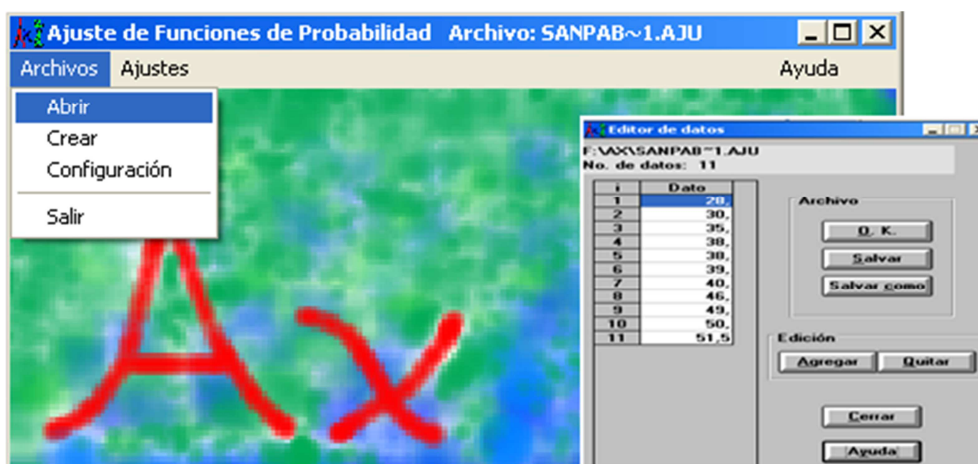 Ajuste de Funciones de Probabilidad Archivo: SANPAB~1.AJU
Archivos Ajustes Ayuda
Abrir
Crear
Configuración
Salir
Ax
Editor de datos
F:\AX\SANPAB~1.AJU
No. de datos: 11
i Dato
1 28,
2 30,
3 35,
4 38,
5 38,
6 39,
7 40,
8 46,
9 49,
10 50,
11 51,5
Archivo
O. K.
Salvar
Salvar como
Edición
Agregar Quitar
Cerrar
Ayuda